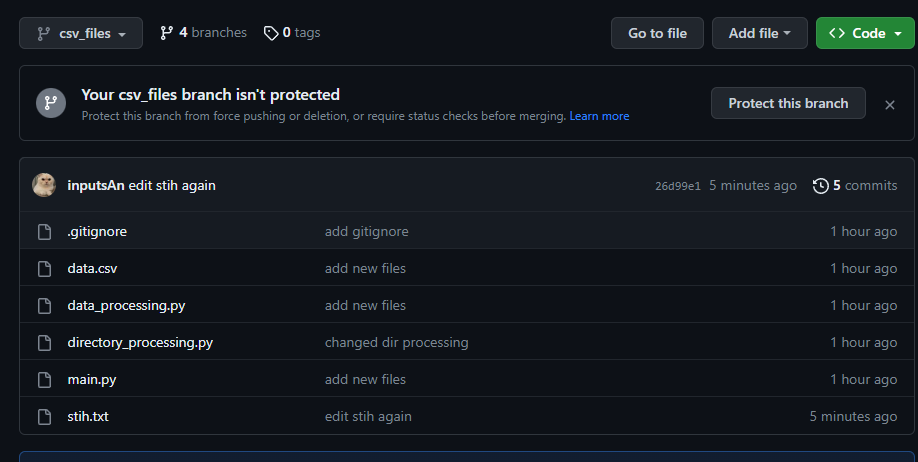 csv_files 4 branches 0 tags Go to file Add file Code
Your csv_files branch isn't protected
Protect this branch from force pushing or deletion, or require status checks before merging. Learn more
Protect this branch
inputsAn edit stih again 26d99e1 5 minutes ago 5 commits
.gitignore add gitignore 1 hour ago
data.csv add new files 1 hour ago
data_processing.py add new files 1 hour ago
directory_processing.py changed dir processing 1 hour ago
main.py add new files 1 hour ago
stih.txt edit stih again 5 minutes ago